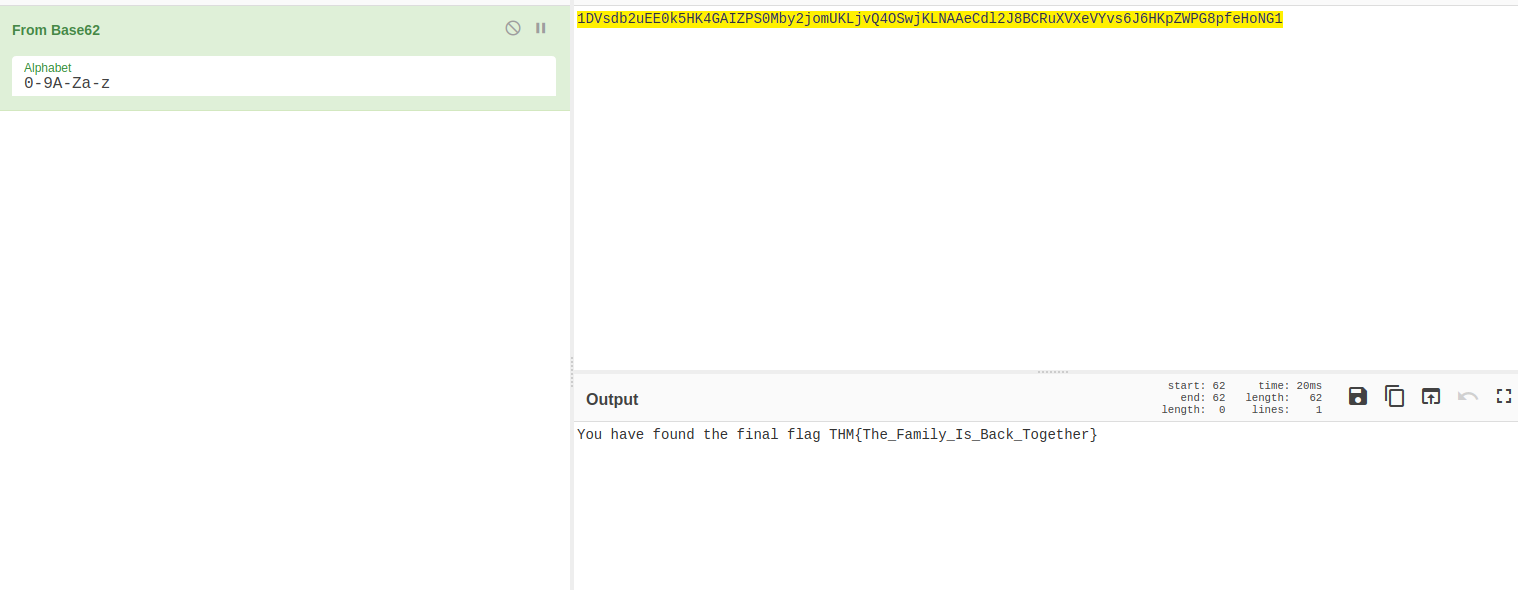 From Base62
Alphabet
0-9A-Za-z
1DVsdb2uEE0k5HK4GAIZPS0Mby2jomUKLjvQ4OSwjKLNAAeCdl2J8BCRuXVXeVYvs6J6HKpZWPG8pfeHoNG1
Output
start: 62 time: 20ms
end: 62 length: 62
length: 0 lines: 1
You have found the final flag THM{The_Family_Is_Back_Together}